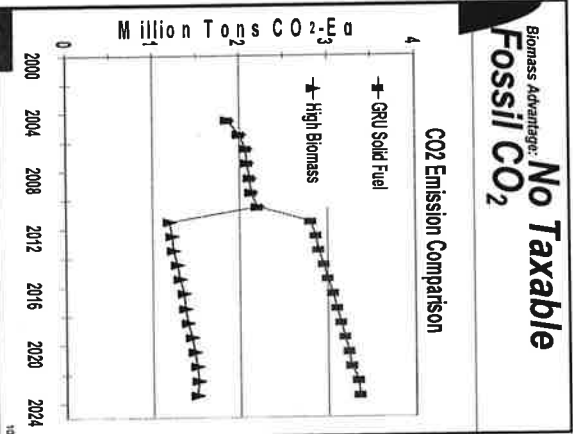 Biomass Advantage: No Taxable
Fossil CO2
CO2 Emission Comparison
GRU Solid Fuel
High Biomass
Million Tons CO2-Eq
4
3
2
1
0
2000
2004
2008
2012
2016
2020
2024